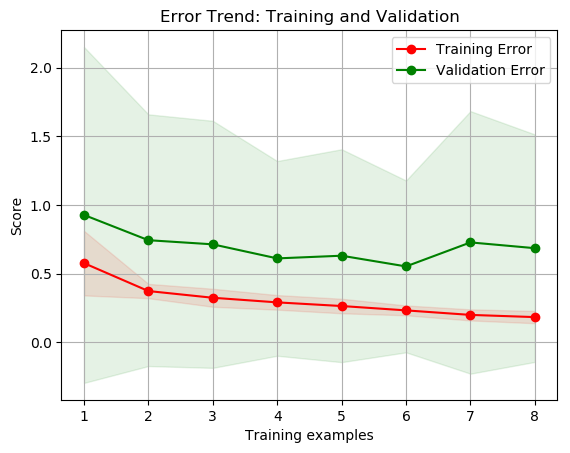 Error Trend: Training and Validation
Training Error
Validation Error
Score
2.0
1.5
1.0
0.5
0.0
1 2 3 4 5 6 7 8
Training examples